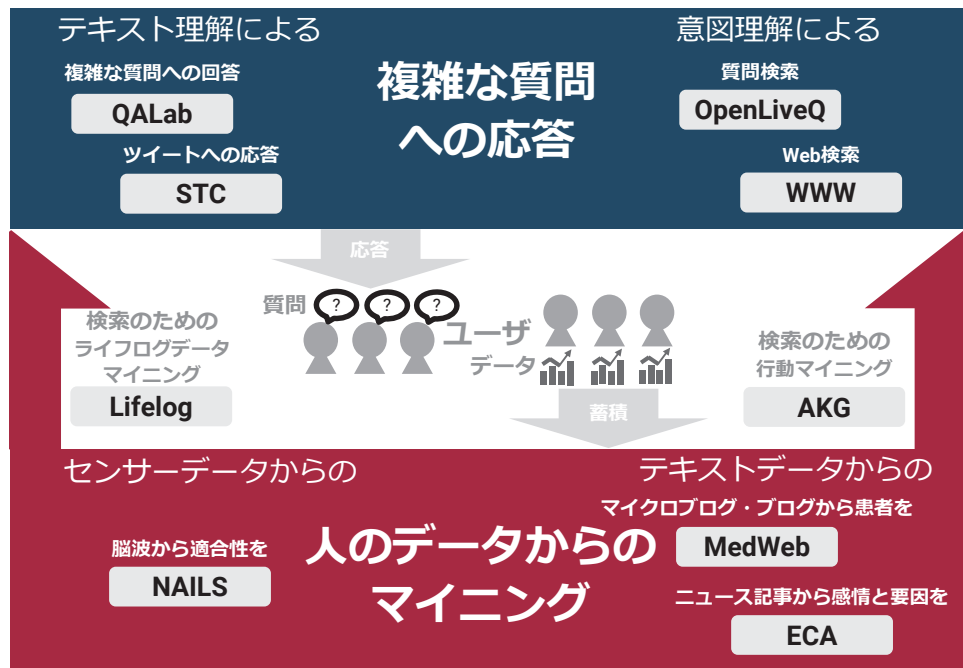 テキスト理解による
複雑な質問への回答
QALab
ツイートへの応答
STC
複雑な質問
への応答
意図理解による
質問検索
OpenLiveQ
Web検索
WWW
応答
質問
?
?
?
ユーザ
データ
検索のための
ライフログデータ
マイニング
Lifelog
検索のための
行動マイニング
AKG
蓄積
センサーデータからの
脳波から適合性を
NAILS
人のデータからの
マイニング
テキストデータからの
マイクロブログ・ブログから患者を
MedWeb
ニュース記事から感情と要因を
ECA